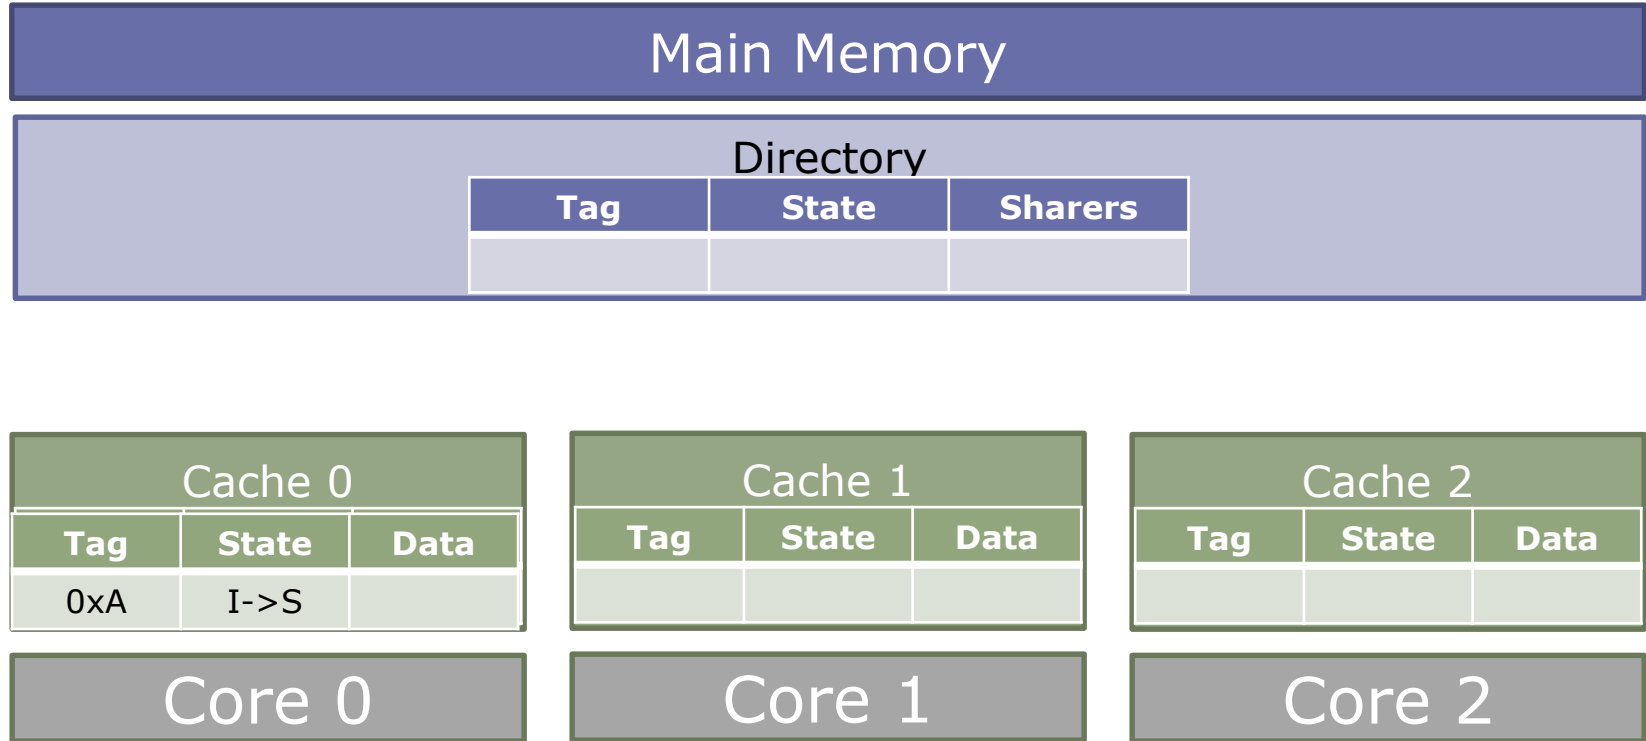 Main Memory
Directory
Tag State Sharers
Cache 0
Tag State Data
0xA I->S
Core 0
Cache 1
Tag State Data
Core 1
Cache 2
Tag State Data
Core 2